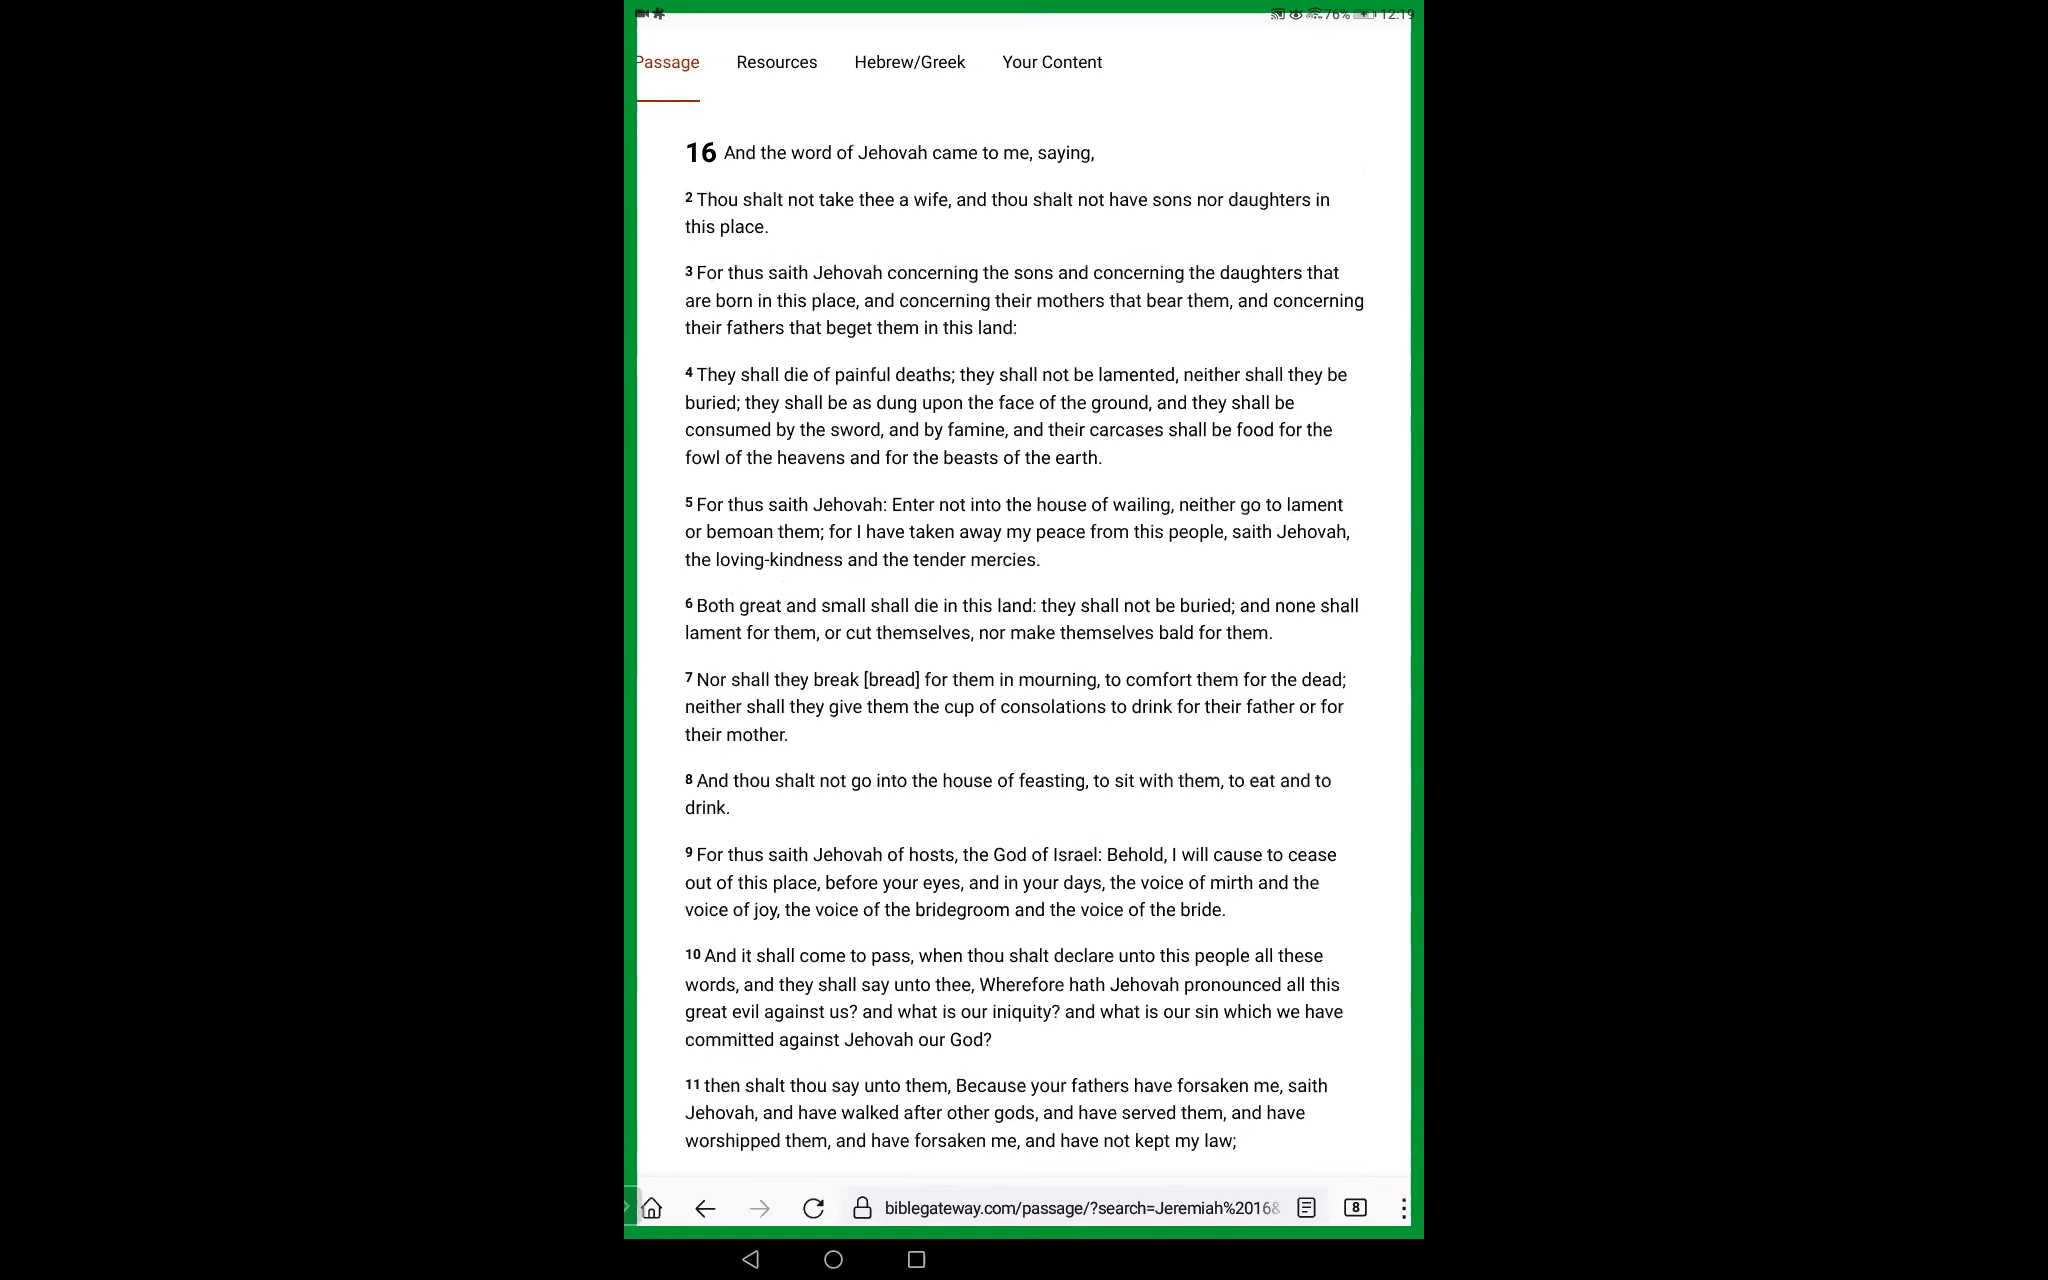 76% 12:19
Passage Resources Hebrew/Greek Your Content
16 And the word of Jehovah came to me, saying,
2 Thou shalt not take thee a wife, and thou shalt not have sons nor daughters in
this place.
3 For thus saith Jehovah concerning the sons and concerning the daughters that
are born in this place, and concerning their mothers that bear them, and concerning
their fathers that beget them in this land:
4 They shall die of painful deaths; they shall not be lamented, neither shall they be
buried; they shall be as dung upon the face of the ground, and they shall be
consumed by the sword, and by famine, and their carcases shall be food for the
fowl of the heavens and for the beasts of the earth.
5 For thus saith Jehovah: Enter not into the house of wailing, neither go to lament
or bemoan them; for I have taken away my peace from this people, saith Jehovah,
the loving-kindness and the tender mercies.
6 Both great and small shall die in this land: they shall not be buried; and none shall
lament for them, or cut themselves, nor make themselves bald for them.
7 Nor shall they break [bread] for them in mourning, to comfort them for the dead;
neither shall they give them the cup of consolations to drink for their father or for
their mother.
8 And thou shalt not go into the house of feasting, to sit with them, to eat and to
drink.
9 For thus saith Jehovah of hosts, the God of Israel: Behold, I will cause to cease
out of this place, before your eyes, and in your days, the voice of mirth and the
voice of joy, the voice of the bridegroom and the voice of the bride.
10 And it shall come to pass, when thou shalt declare unto this people all these
words, and they shall say unto thee, Wherefore hath Jehovah pronounced all this
great evil against us? and what is our iniquity? and what is our sin which we have
committed against Jehovah our God?
11 then shalt thou say unto them, Because your fathers have forsaken me, saith
Jehovah, and have walked after other gods, and have served them, and have
worshipped them, and have forsaken me, and have not kept my law;
biblegateway.com/passage/?search=Jeremiah%2016& 8